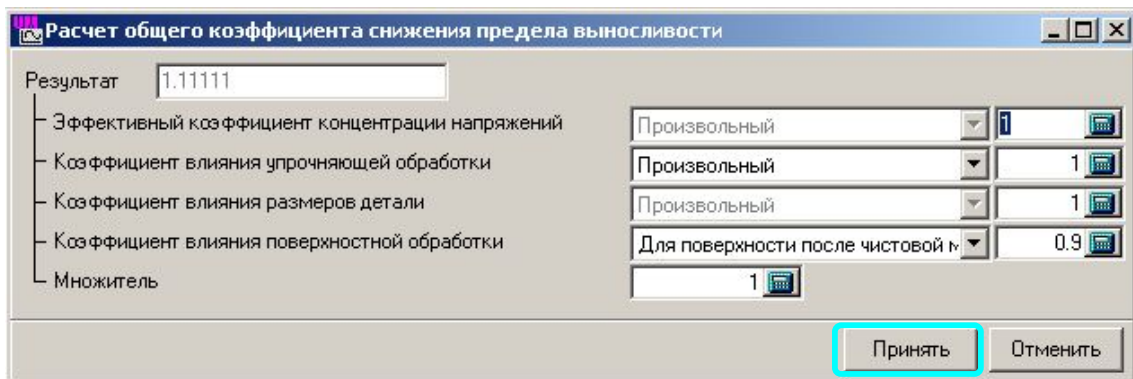 Расчет общего коэффициента снижения предела выносливости
Результат 1.11111
Эффективный коэффициент концентрации напряжений Произвольный 1
Коэффициент влияния упрочняющей обработки Произвольный 1
Коэффициент влияния размеров детали Произвольный 1
Коэффициент влияния поверхностной обработки Для поверхности после чистовой м 0.9
Множитель 1
Принять Отменить